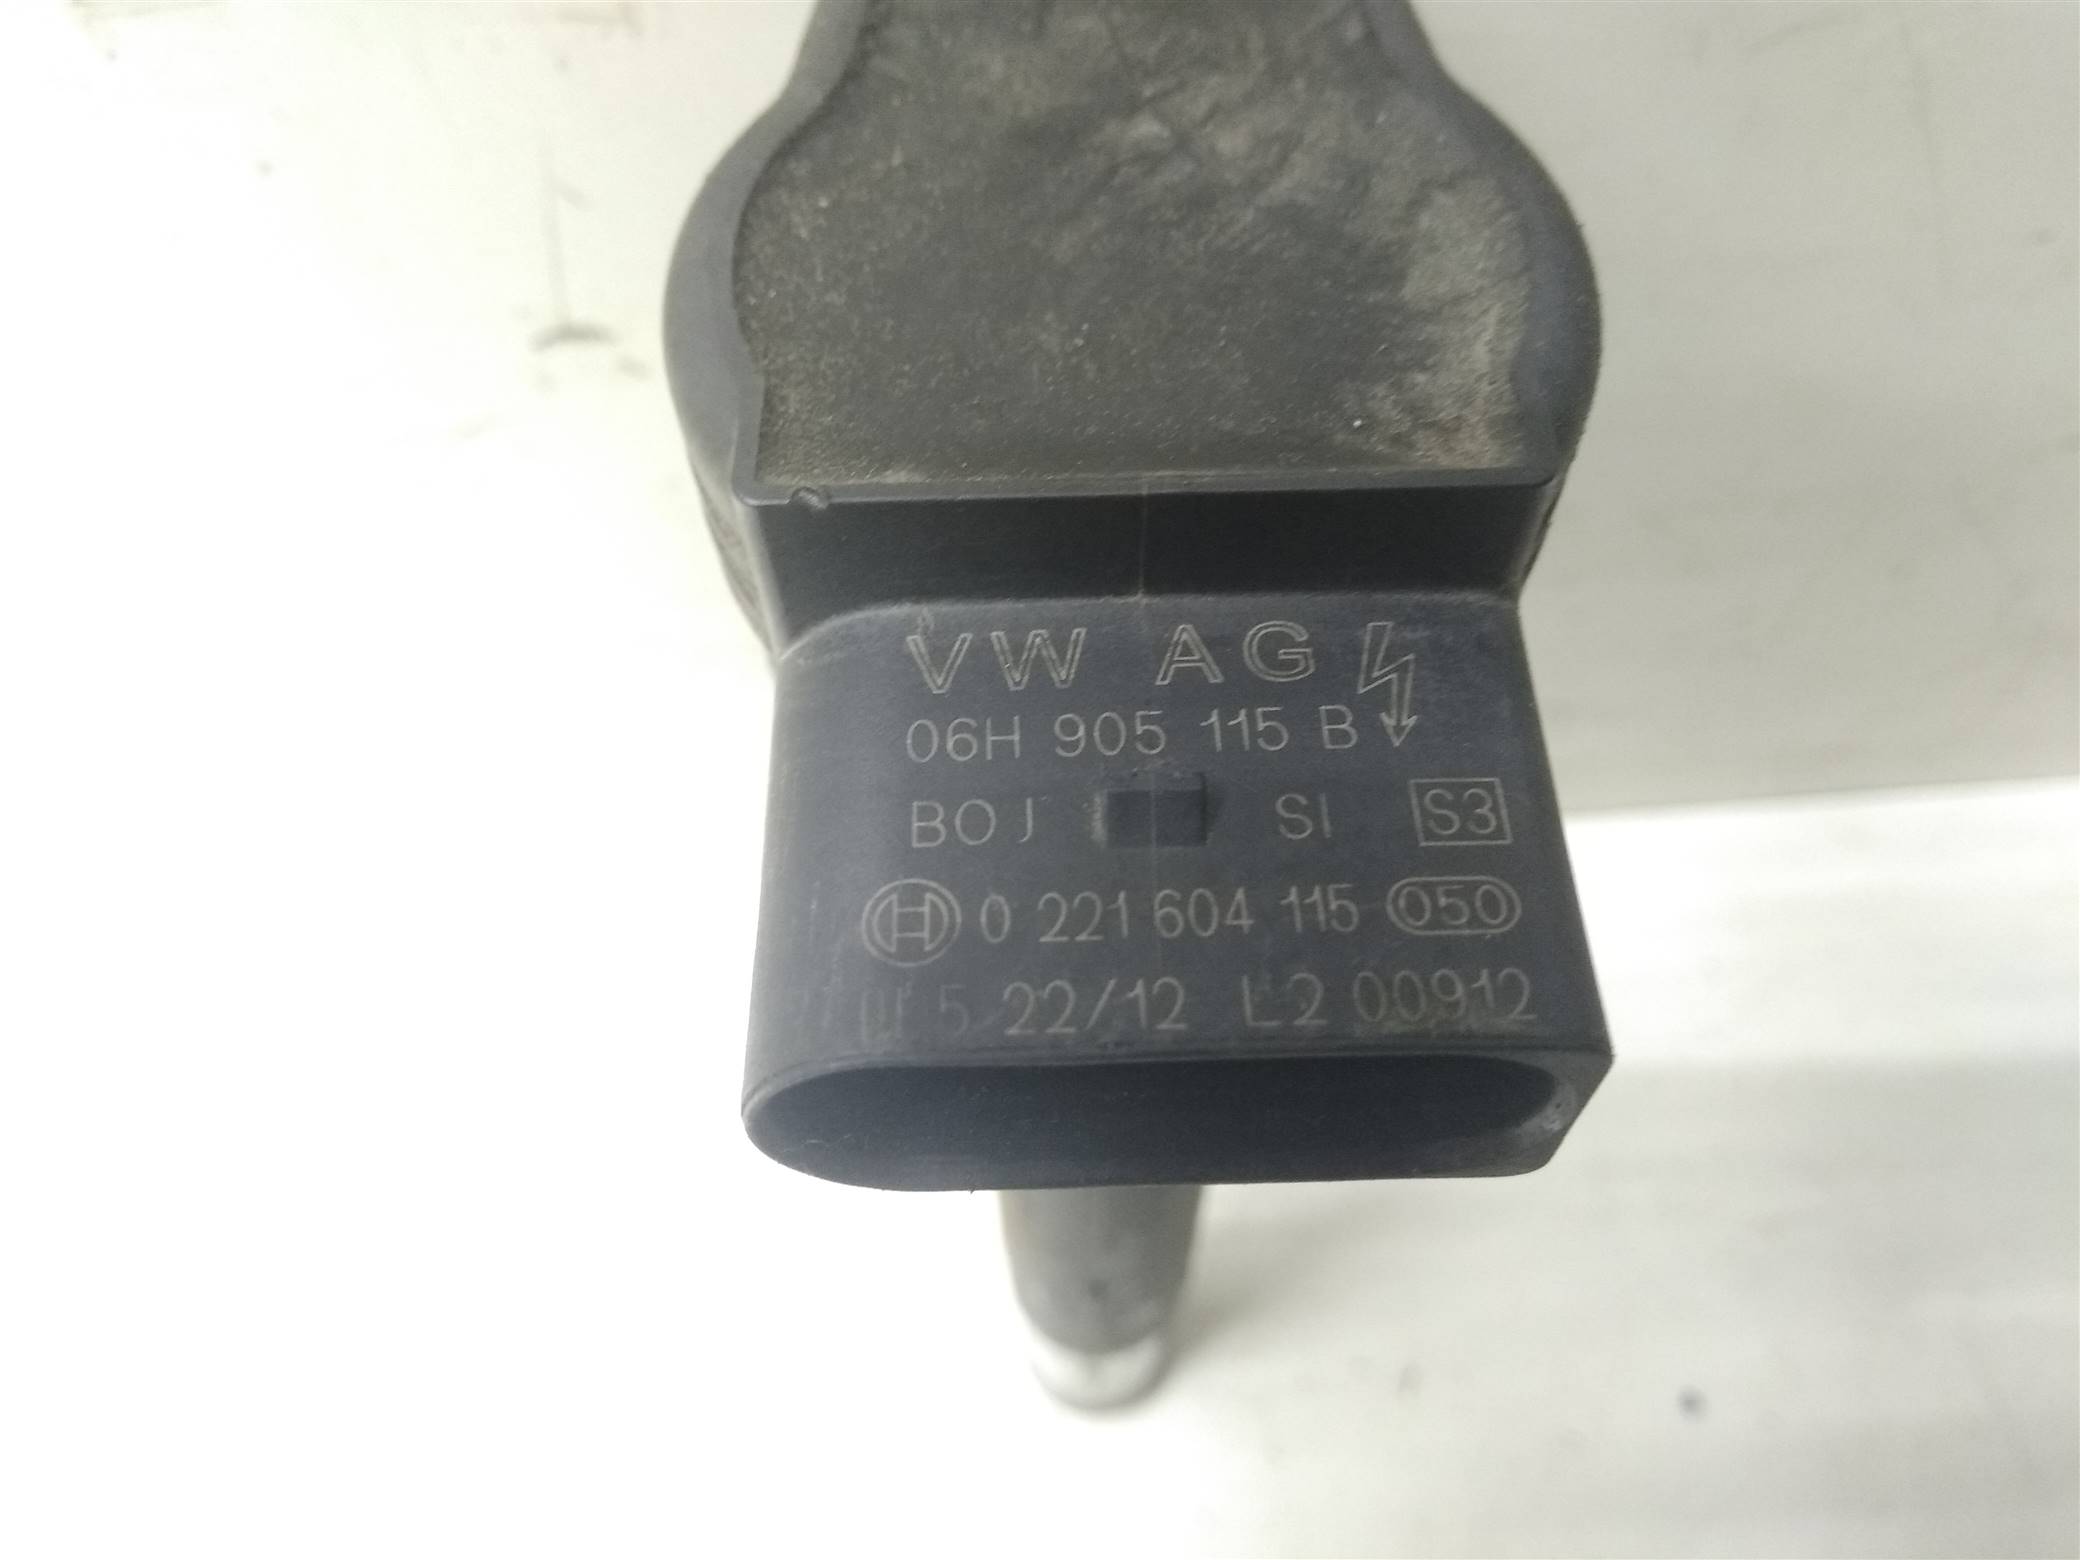 VW AG
06H 905 115 B
BOJ SI S3
0 221 604 115 050
5 22/12 L2 00912